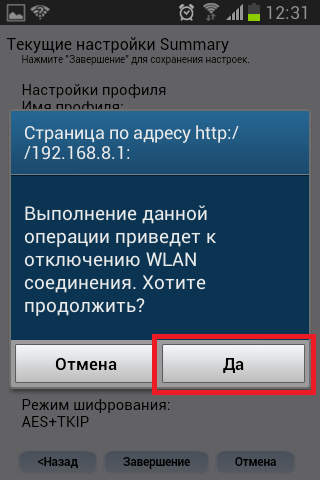 12:31
Текущие настройки Summary
Нажмите "Завершение" для сохранения настроек.
Настройки профиля
Имя профиля:
Страница по адресу http:/
/192.168.8.1:
Выполнение данной
операции приведет к
отключению WLAN
соединения. Хотите
продолжить?
Отмена Да
Режим шифрования:
AES+TKIP
<Назад Завершение Отмена